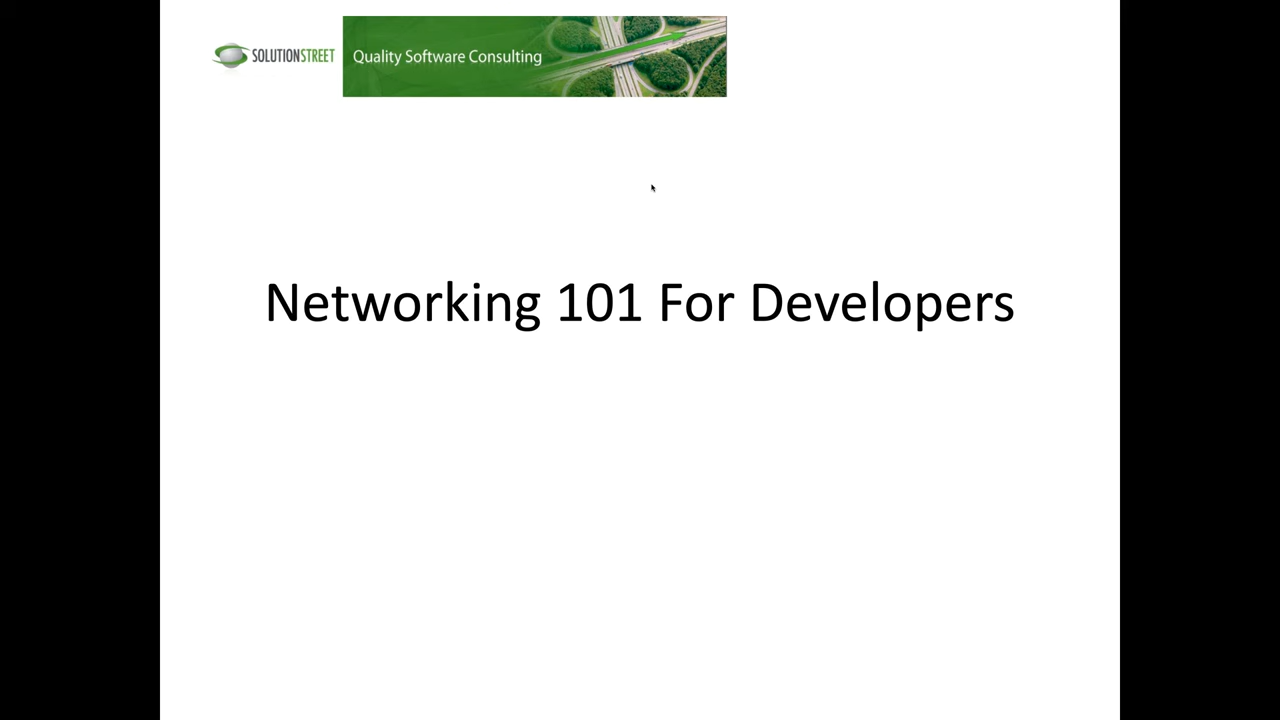 SOLUTIONSTREET
Quality Software Consulting
Networking 101 For Developers